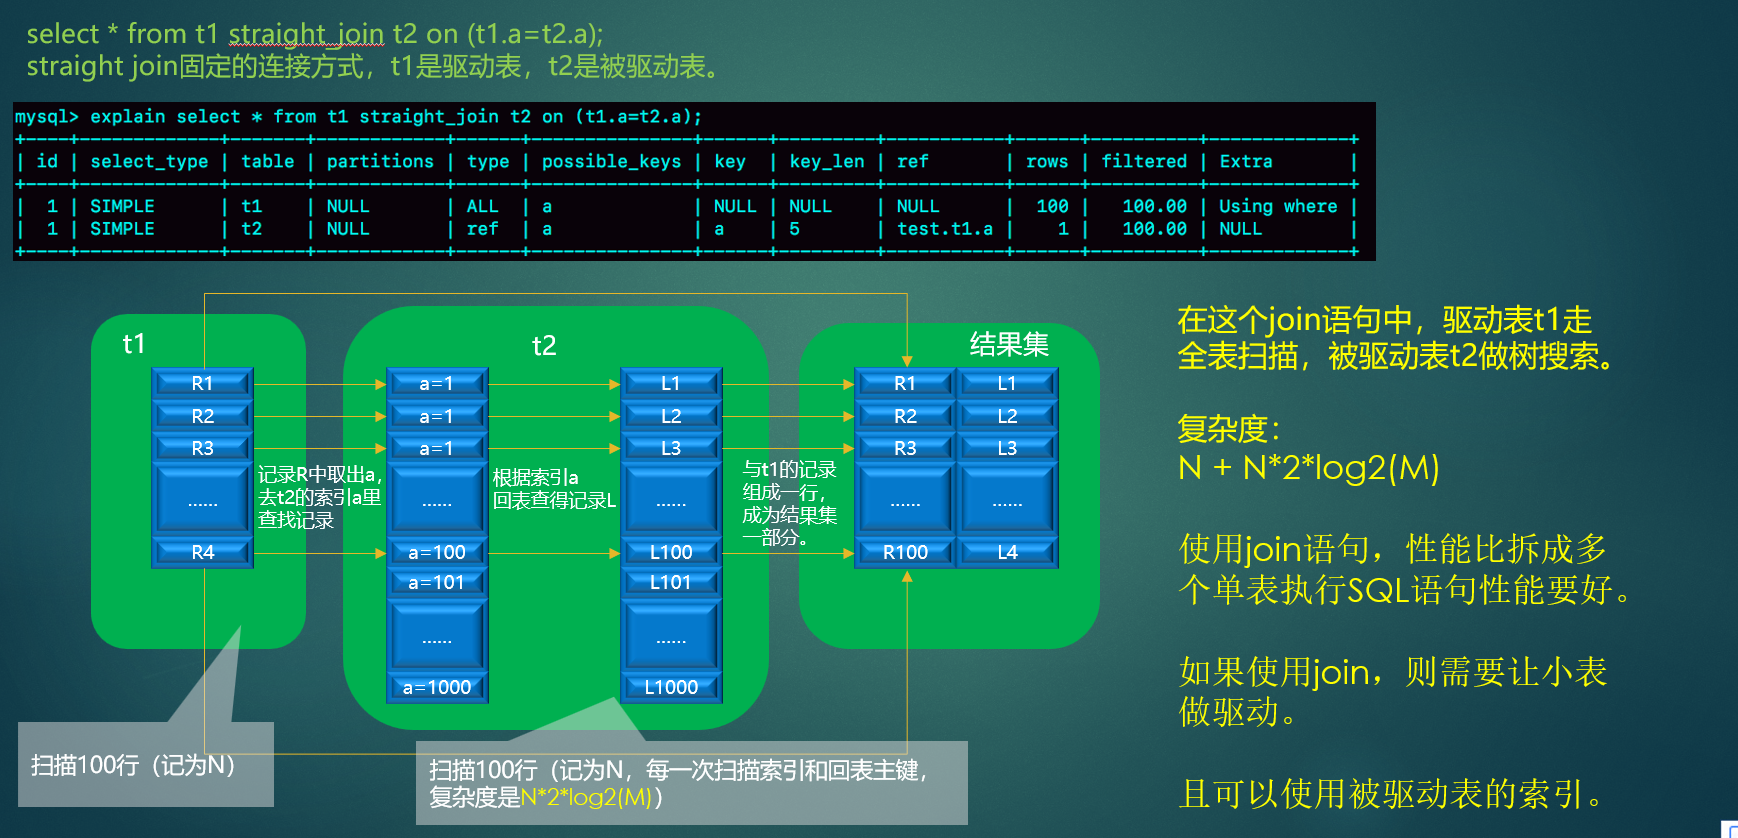 select * from t1 straight_join t2 on (t1.a=t2.a);
straight join固定的连接方式，t1是驱动表，t2是被驱动表。
mysql> explain select * from t1 straight_join t2 on (t1.a=t2.a);
+----+-------------+-------+------------+------+---------------+------+---------+-----------+------+----------+-------------+
| id | select_type | table | partitions | type | possible_keys | key | key_len | ref | rows | filtered | Extra |
+----+-------------+-------+------------+------+---------------+------+---------+-----------+------+----------+-------------+
| 1 | SIMPLE | t1 | NULL | ALL | a | NULL | NULL | NULL | 100 | 100.00 | Using where |
| 1 | SIMPLE | t2 | NULL | ref | a | a | 5 | test.t1.a | 1 | 100.00 | NULL |
+----+-------------+-------+------------+------+---------------+------+---------+-----------+------+----------+-------------+
t1
R1
R2
R3
......
R4
记录R中取出a，
去t2的索引a里
查找记录
t2
a=1
a=1
a=1
......
a=100
a=101
......
a=1000
根据索引a
回表查得记录L
L1
L2
L3
......
L100
L101
......
L1000
与t1的记录
组成一行，
成为结果集
一部分。
结果集
R1 L1
R2 L2
R3 L3
...... ......
R100 L4
扫描100行（记为N）
扫描100行（记为N，每一次扫描索引和回表主键，
复杂度是N*2*log2(M)）
在这个join语句中，驱动表t1走
全表扫描，被驱动表t2做树搜索。
复杂度：
N + N*2*log2(M)
使用join语句，性能比拆成多
个单表执行SQL语句性能要好。
如果使用join，则需要让小表
做驱动。
且可以使用被驱动表的索引。